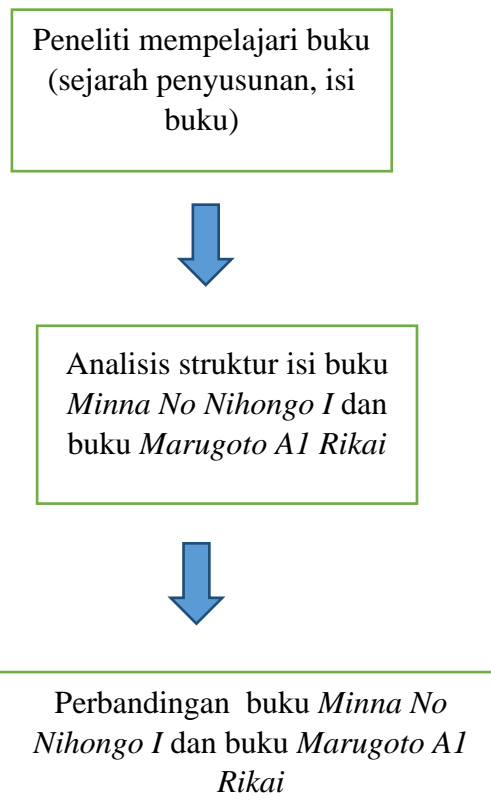 Peneliti mempelajari buku
(sejarah penyusunan, isi
buku)
Analisis struktur isi buku
Minna No Nihongo I dan
buku Marugoto A1 Rikai
Perbandingan buku Minna No
Nihongo I dan buku Marugoto A1
Rikai